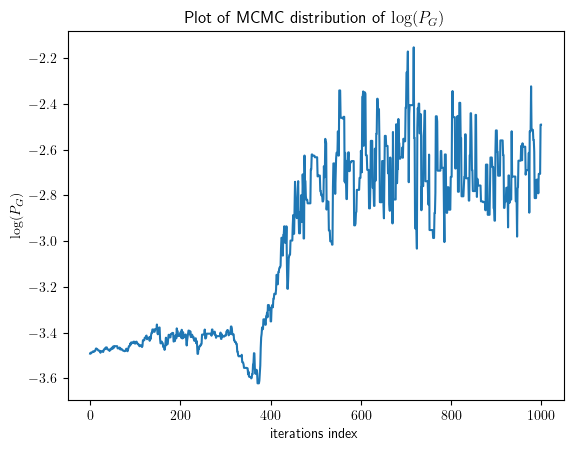 Plot of MCMC distribution of log(P_G)
log(P_G)
−2.2
−2.4
−2.6
−2.8
−3.0
−3.2
−3.4
−3.6
0 200 400 600 800 1000
iterations index